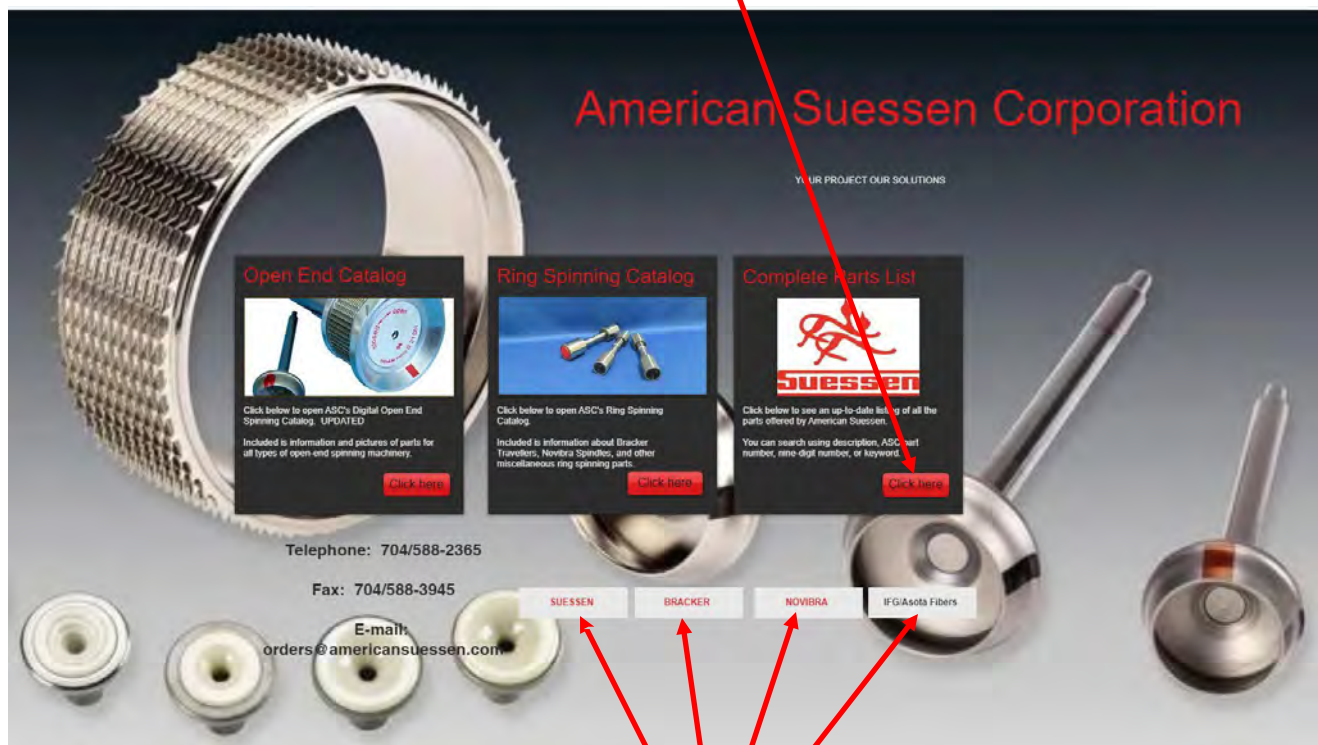 American Suessen Corporation
YOUR PROJECT OUR SOLUTIONS
Open End Catalog
Click below to open ASC's Digital Open End
Spinning Catalog. UPDATED
Included is information and pictures of parts for
all types of open-end spinning machinery.
Click here
Ring Spinning Catalog
Click below to open ASC's Ring Spinning
Catalog.
Included is information about Bracker
Travellers, Novibra Spindles, and other
miscellaneous ring spinning parts.
Click here
Complete Parts List
SUESSEN
Click below to see an up-to-date listing of all the
parts offered by American Suessen.
You can search using description, ASC part
number, nine-digit number, or keyword.
Click here
Telephone: 704/588-2365
Fax: 704/588-3945
E-mail:
orders@americansuessen.com
SUESSEN
BRACKER
NOVIBRA
IFG/Asota Fibers